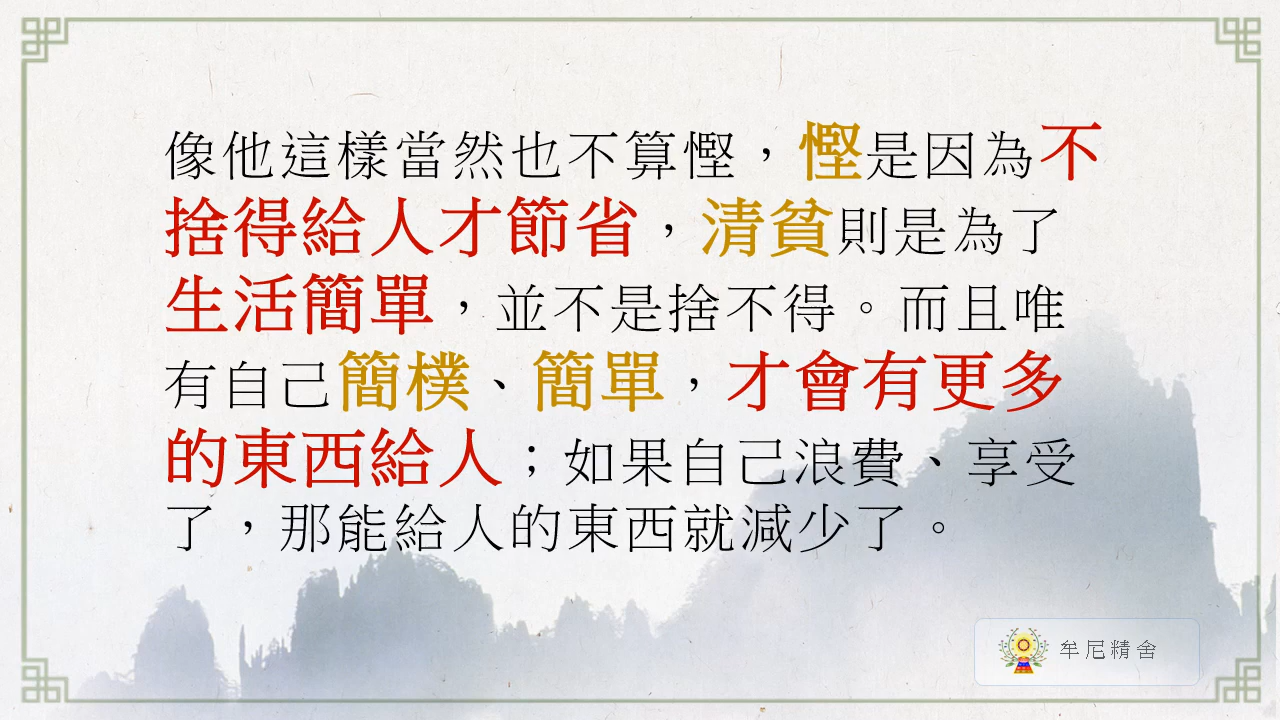 像他這樣當然也不算慳，慳是因為不
捨得給人才節省，清貧則是為了
生活簡單，並不是捨不得。而且唯
有自己簡樸、簡單，才會有更多
的東西給人；如果自己浪費、享受
了，那能給人的東西就減少了。
牟尼精舍